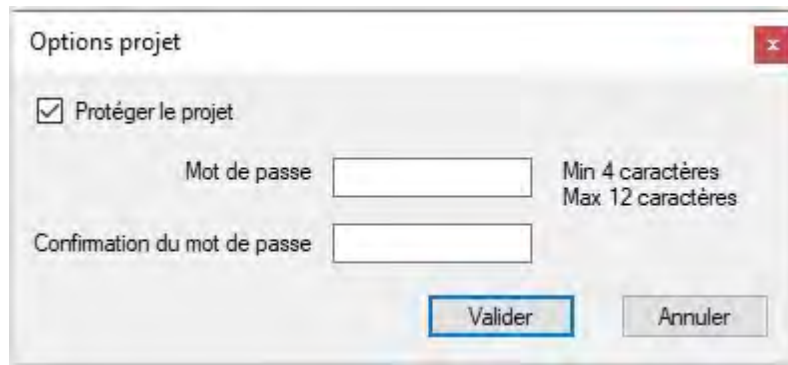 Options projet
Protéger le projet
Mot de passe
Min 4 caractères
Max 12 caractères
Confirmation du mot de passe
Valider
Annuler